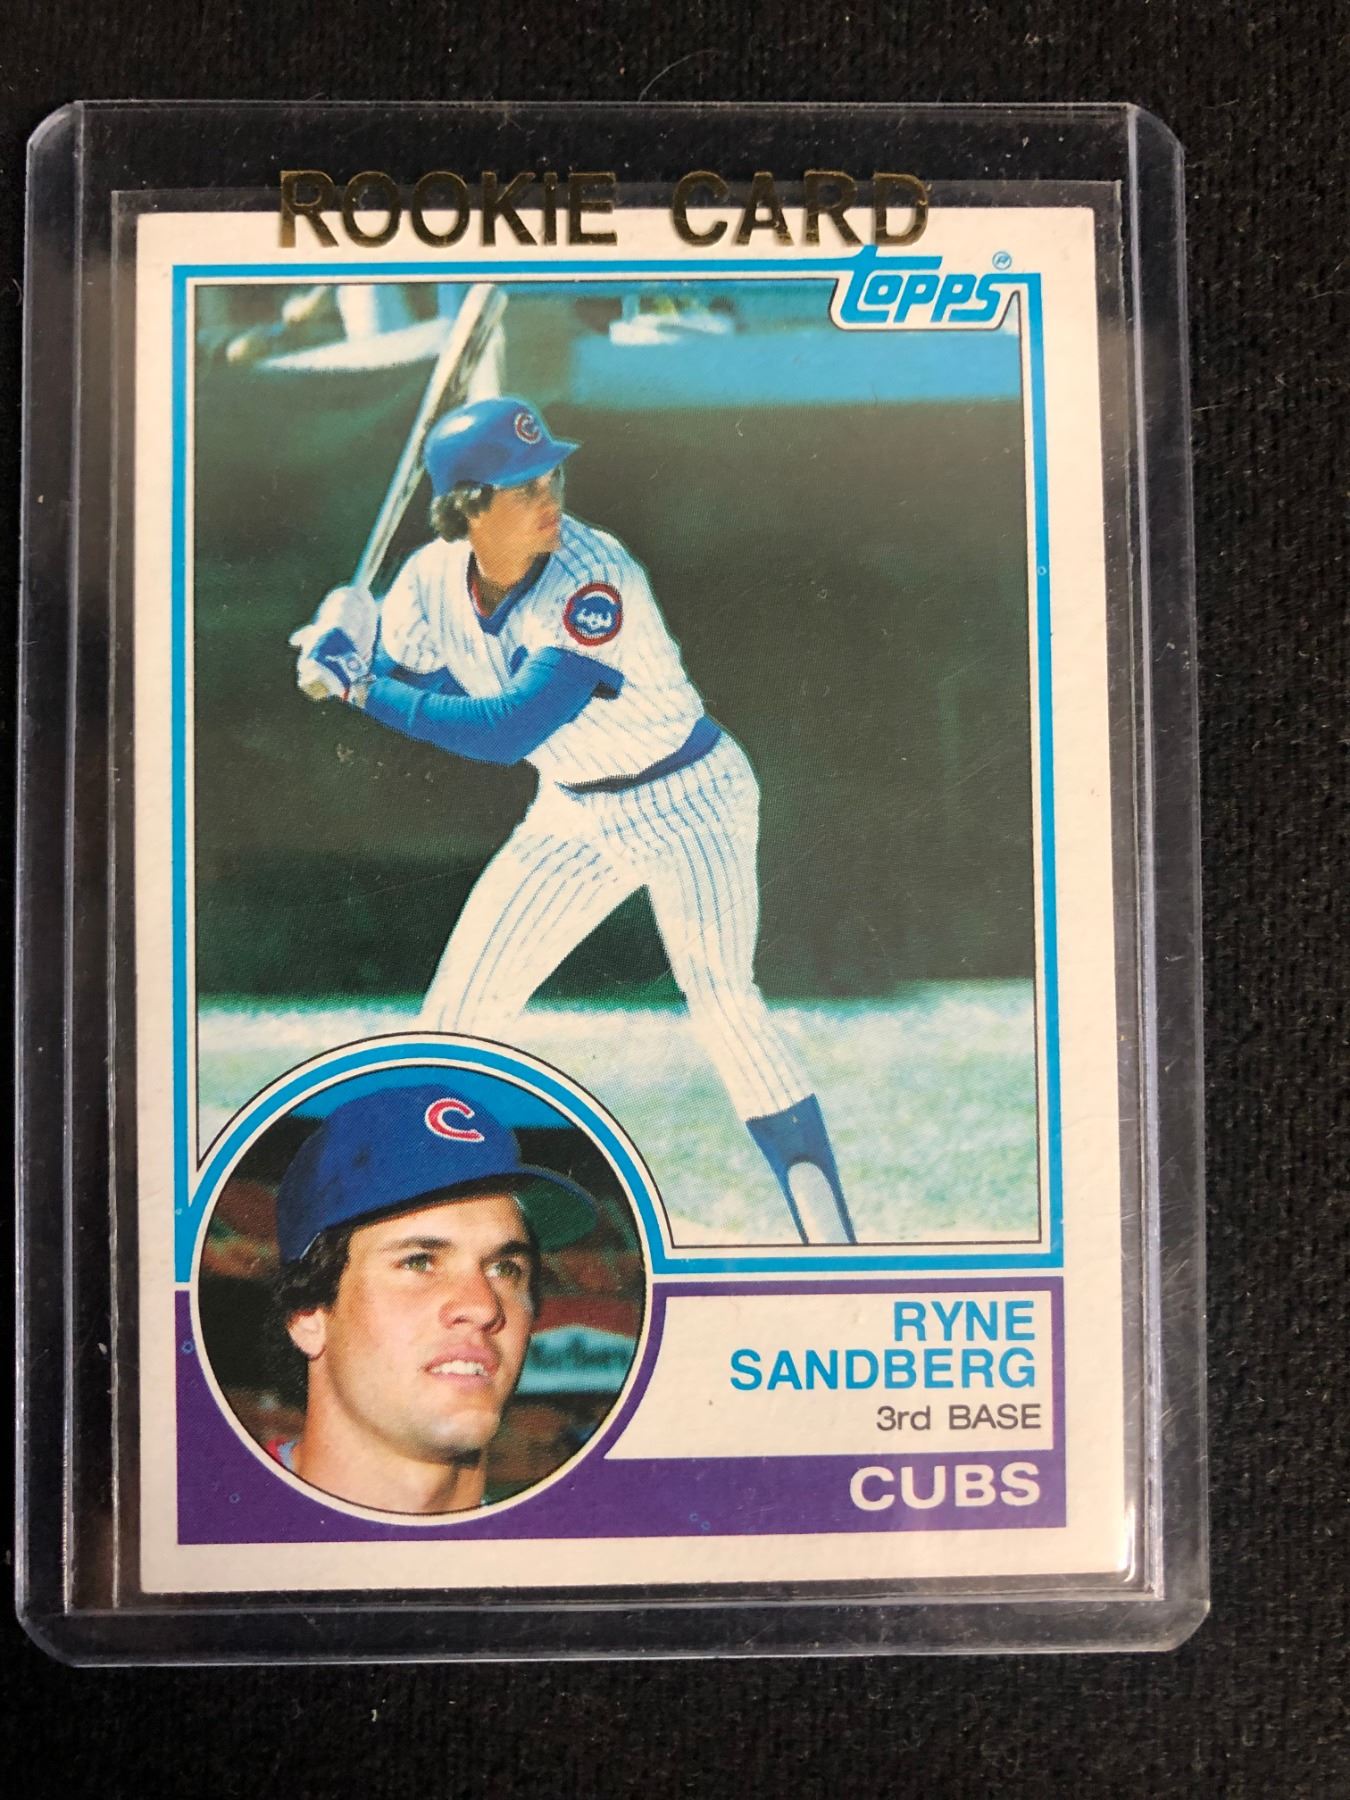 ROOKIE CARD
Topps®
RYNE
SANDBERG
3rd BASE
CUBS